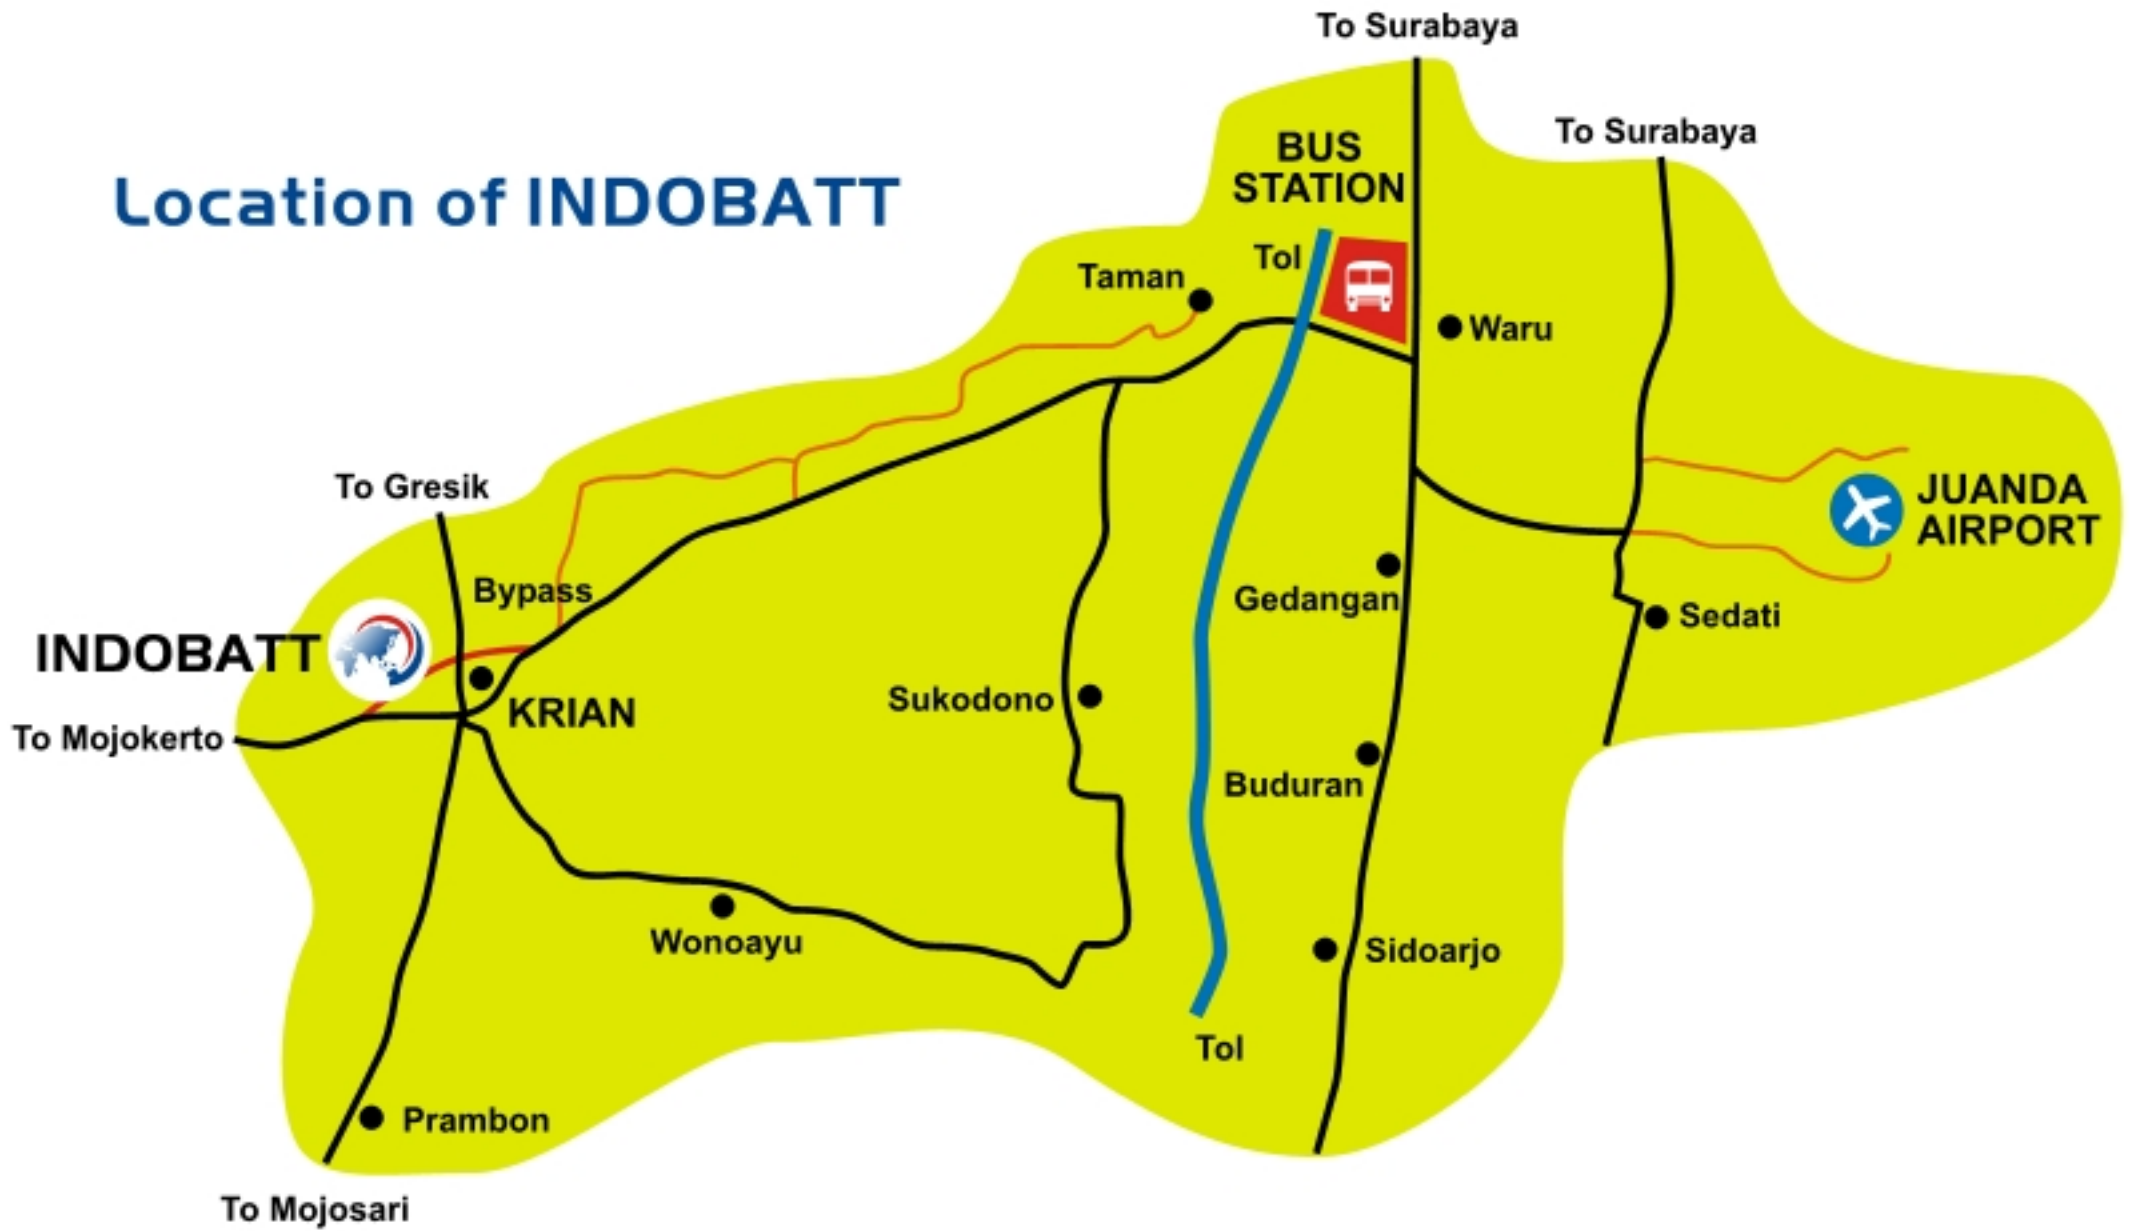 To Surabaya
To Surabaya
BUS
STATION
Location of INDOBATT
Tol
Taman
Waru
To Gresik
JUANDA
AIRPORT
Bypass
Gedangan
Sedati
INDOBATT
Sukodono
KRIAN
To Mojokerto
Buduran
Wonoayu
Sidoarjo
Tol
Prambon
To Mojosari